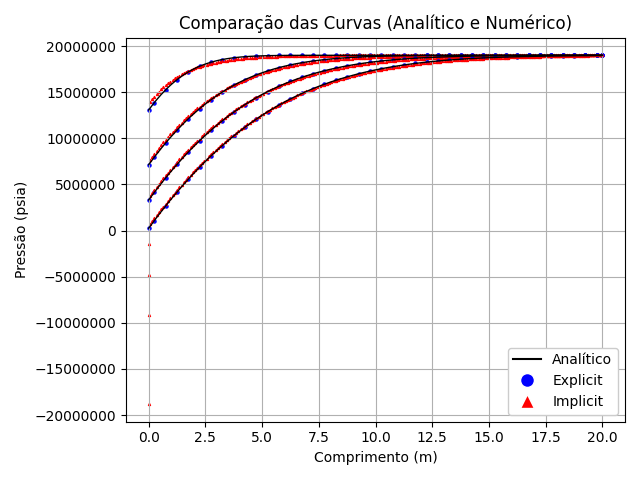 Comparação das Curvas (Analítico e Numérico)
20000000
15000000
10000000
5000000
0
−5000000
−10000000
−15000000
−20000000
Pressão (psia)
Analítico
Explicit
Implicit
0.0 2.5 5.0 7.5 10.0 12.5 15.0 17.5 20.0
Comprimento (m)